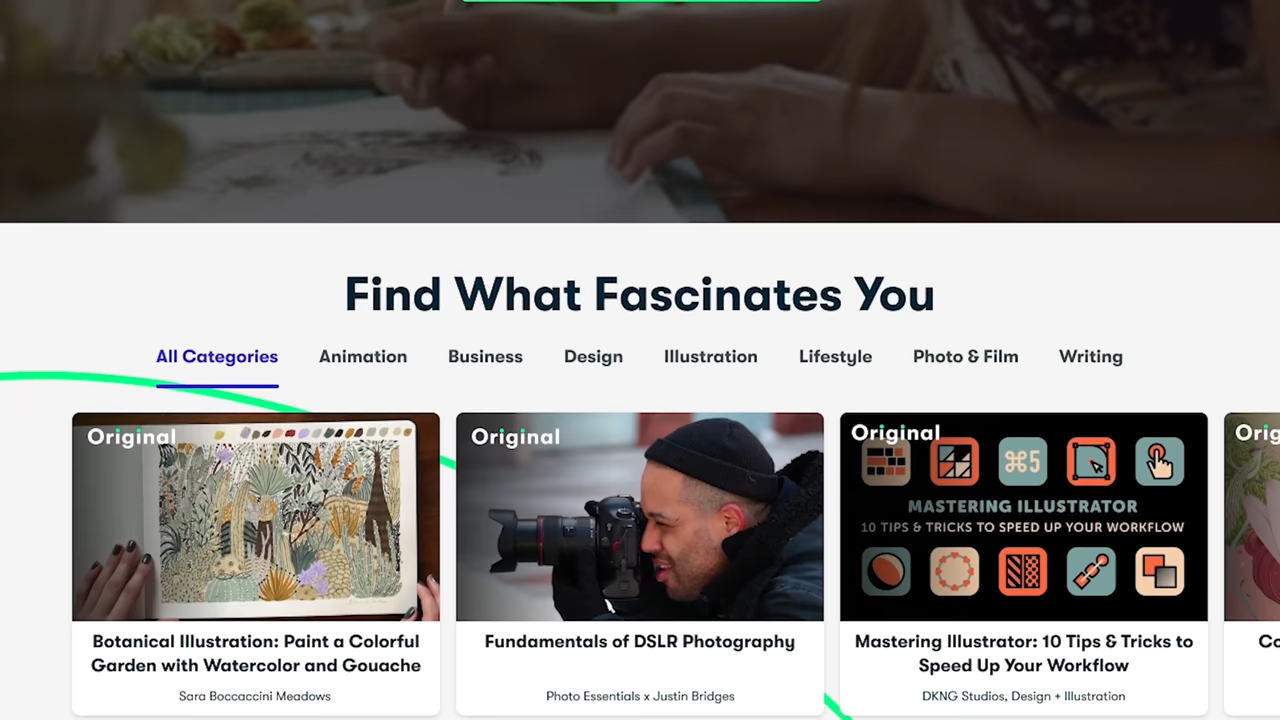 Find What Fascinates You
All Categories Animation Business Design Illustration Lifestyle Photo & Film Writing
Original Original Original
⌘5
MASTERING ILLUSTRATOR
10 TIPS & TRICKS TO SPEED UP YOUR WORKFLOW
Botanical Illustration: Paint a Colorful
Garden with Watercolor and Gouache
Sara Boccaccini Meadows
Fundamentals of DSLR Photography
Photo Essentials x Justin Bridges
Mastering Illustrator: 10 Tips & Tricks to
Speed Up Your Workflow
DKNG Studios, Design + Illustration